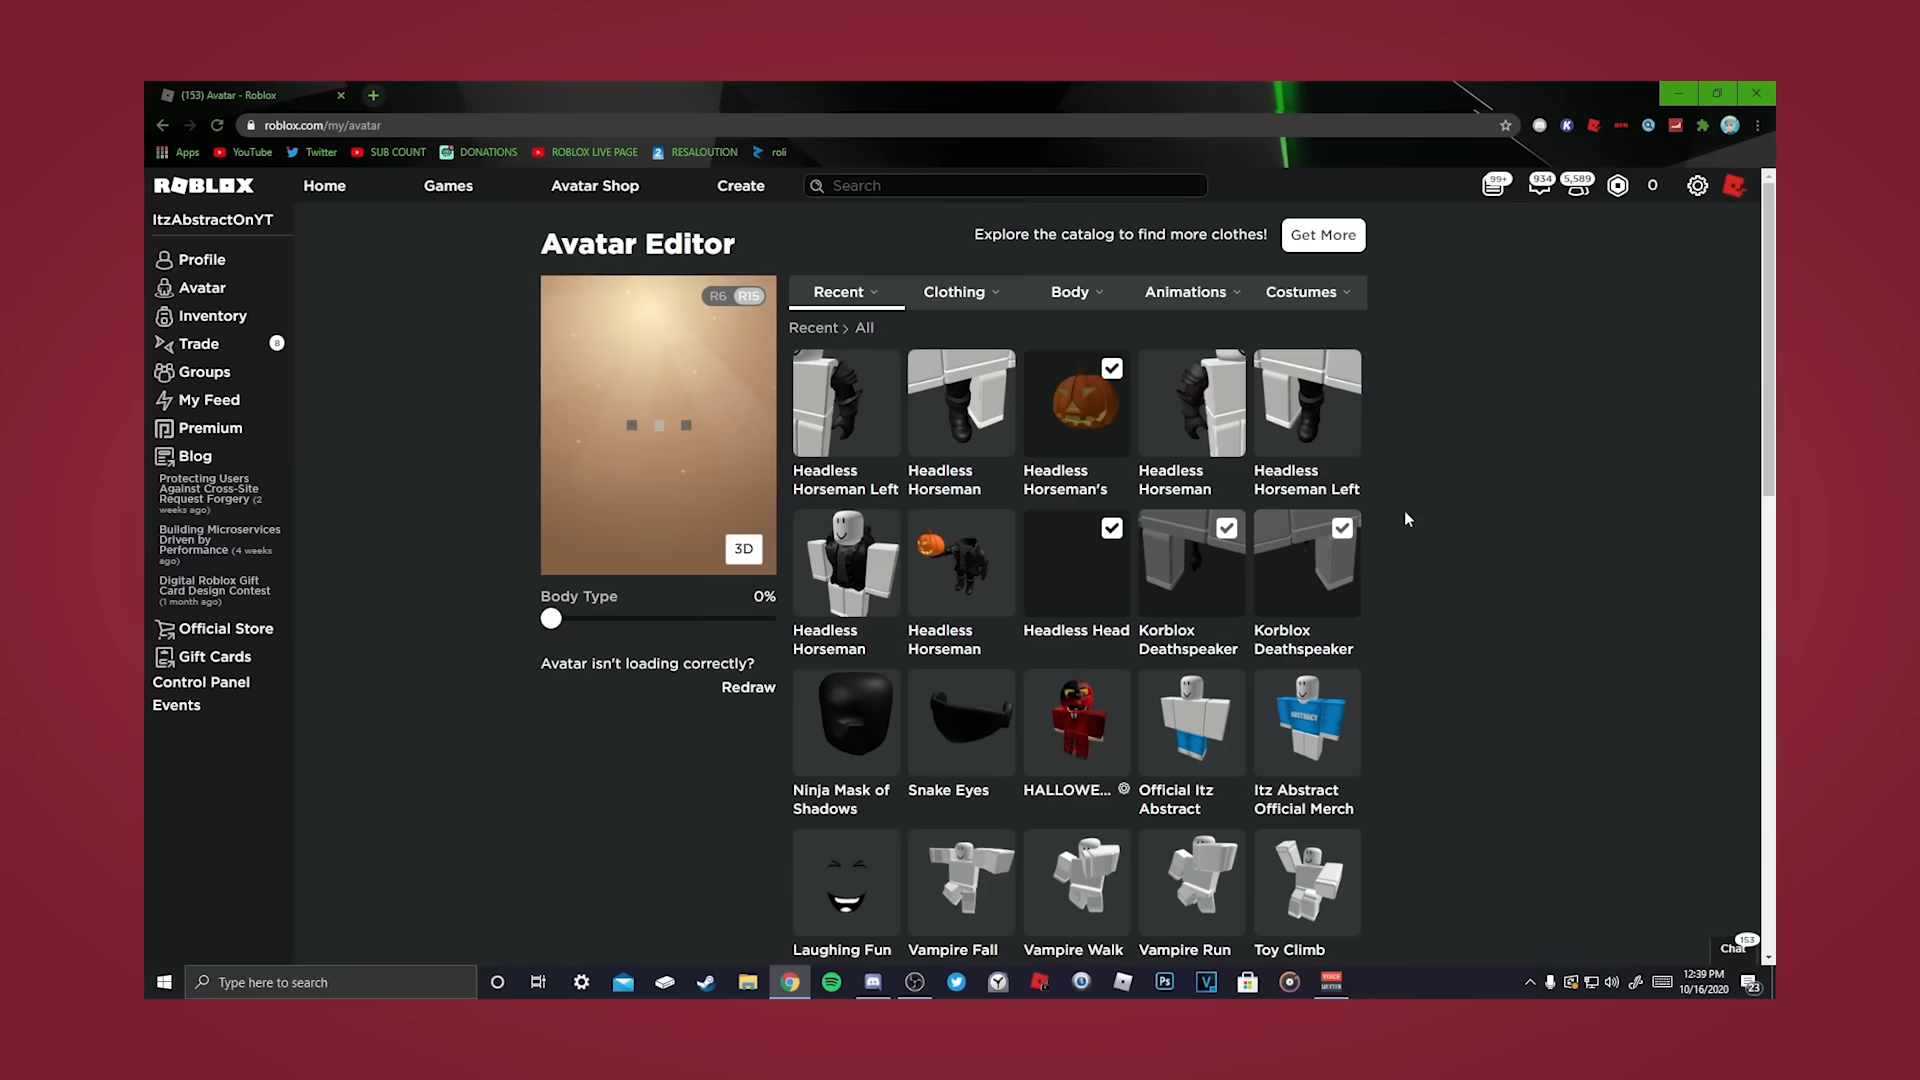 (153) Avatar - Roblox
roblox.com/my/avatar
Apps YouTube Twitter SUB COUNT DONATIONS ROBLOX LIVE PAGE RESALOUTION roli
ROBLOX Home Games Avatar Shop Create Search 99+ 934 5,589 0
ItzAbstractOnYT
Profile
Avatar
Inventory
Trade 8
Groups
My Feed
Premium
Blog
Protecting Users
Against Cross-Site
Request Forgery (2
weeks ago)
Building Microservices
Driven by
Performance (4 weeks
ago)
Digital Roblox Gift
Card Design Contest
(1 month ago)
Official Store
Gift Cards
Control Panel
Events
Avatar Editor
Explore the catalog to find more clothes! Get More
R6 R15
3D
Body Type 0%
Avatar isn't loading correctly?
Redraw
Recent Clothing Body Animations Costumes
Recent > All
Headless Headless Headless Headless Headless
Horseman Left Horseman Horseman's Horseman Horseman Left
Headless Headless Headless Head Korblox Korblox
Horseman Horseman Deathspeaker Deathspeaker
ABSTRACT
Ninja Mask of Snake Eyes HALLOWE... Official Itz Itz Abstract
Shadows Abstract Official Merch
Laughing Fun Vampire Fall Vampire Walk Vampire Run Toy Climb
Chat 153
Type here to search
Ps
V
VOICE
MEETER
12:39 PM
10/16/2020
23